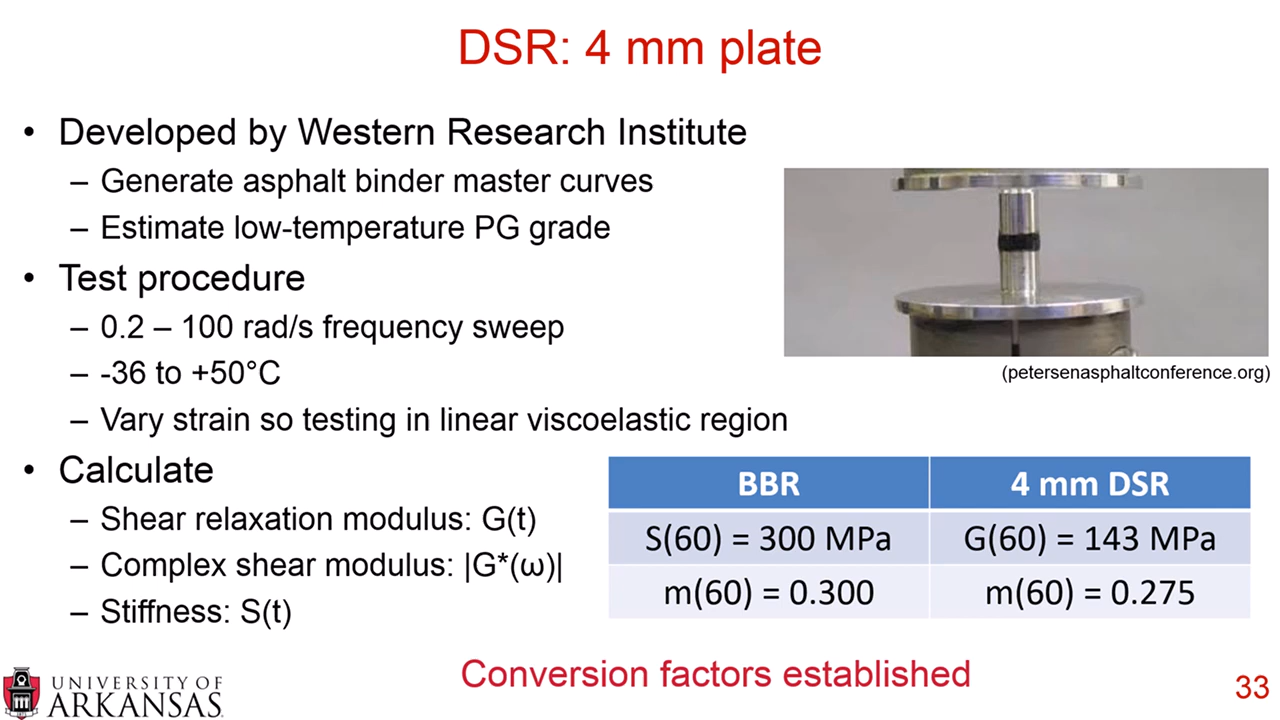 DSR: 4 mm plate
• Developed by Western Research Institute
– Generate asphalt binder master curves
– Estimate low-temperature PG grade
• Test procedure
– 0.2 – 100 rad/s frequency sweep
– -36 to +50°C
– Vary strain so testing in linear viscoelastic region
(petersenasphaltconference.org)
• Calculate
– Shear relaxation modulus: G(t)
– Complex shear modulus: |G*(ω)|
– Stiffness: S(t)
BBR 4 mm DSR
S(60) = 300 MPa G(60) = 143 MPa
m(60) = 0.300 m(60) = 0.275
Conversion factors established
UNIVERSITY OF
ARKANSAS
33